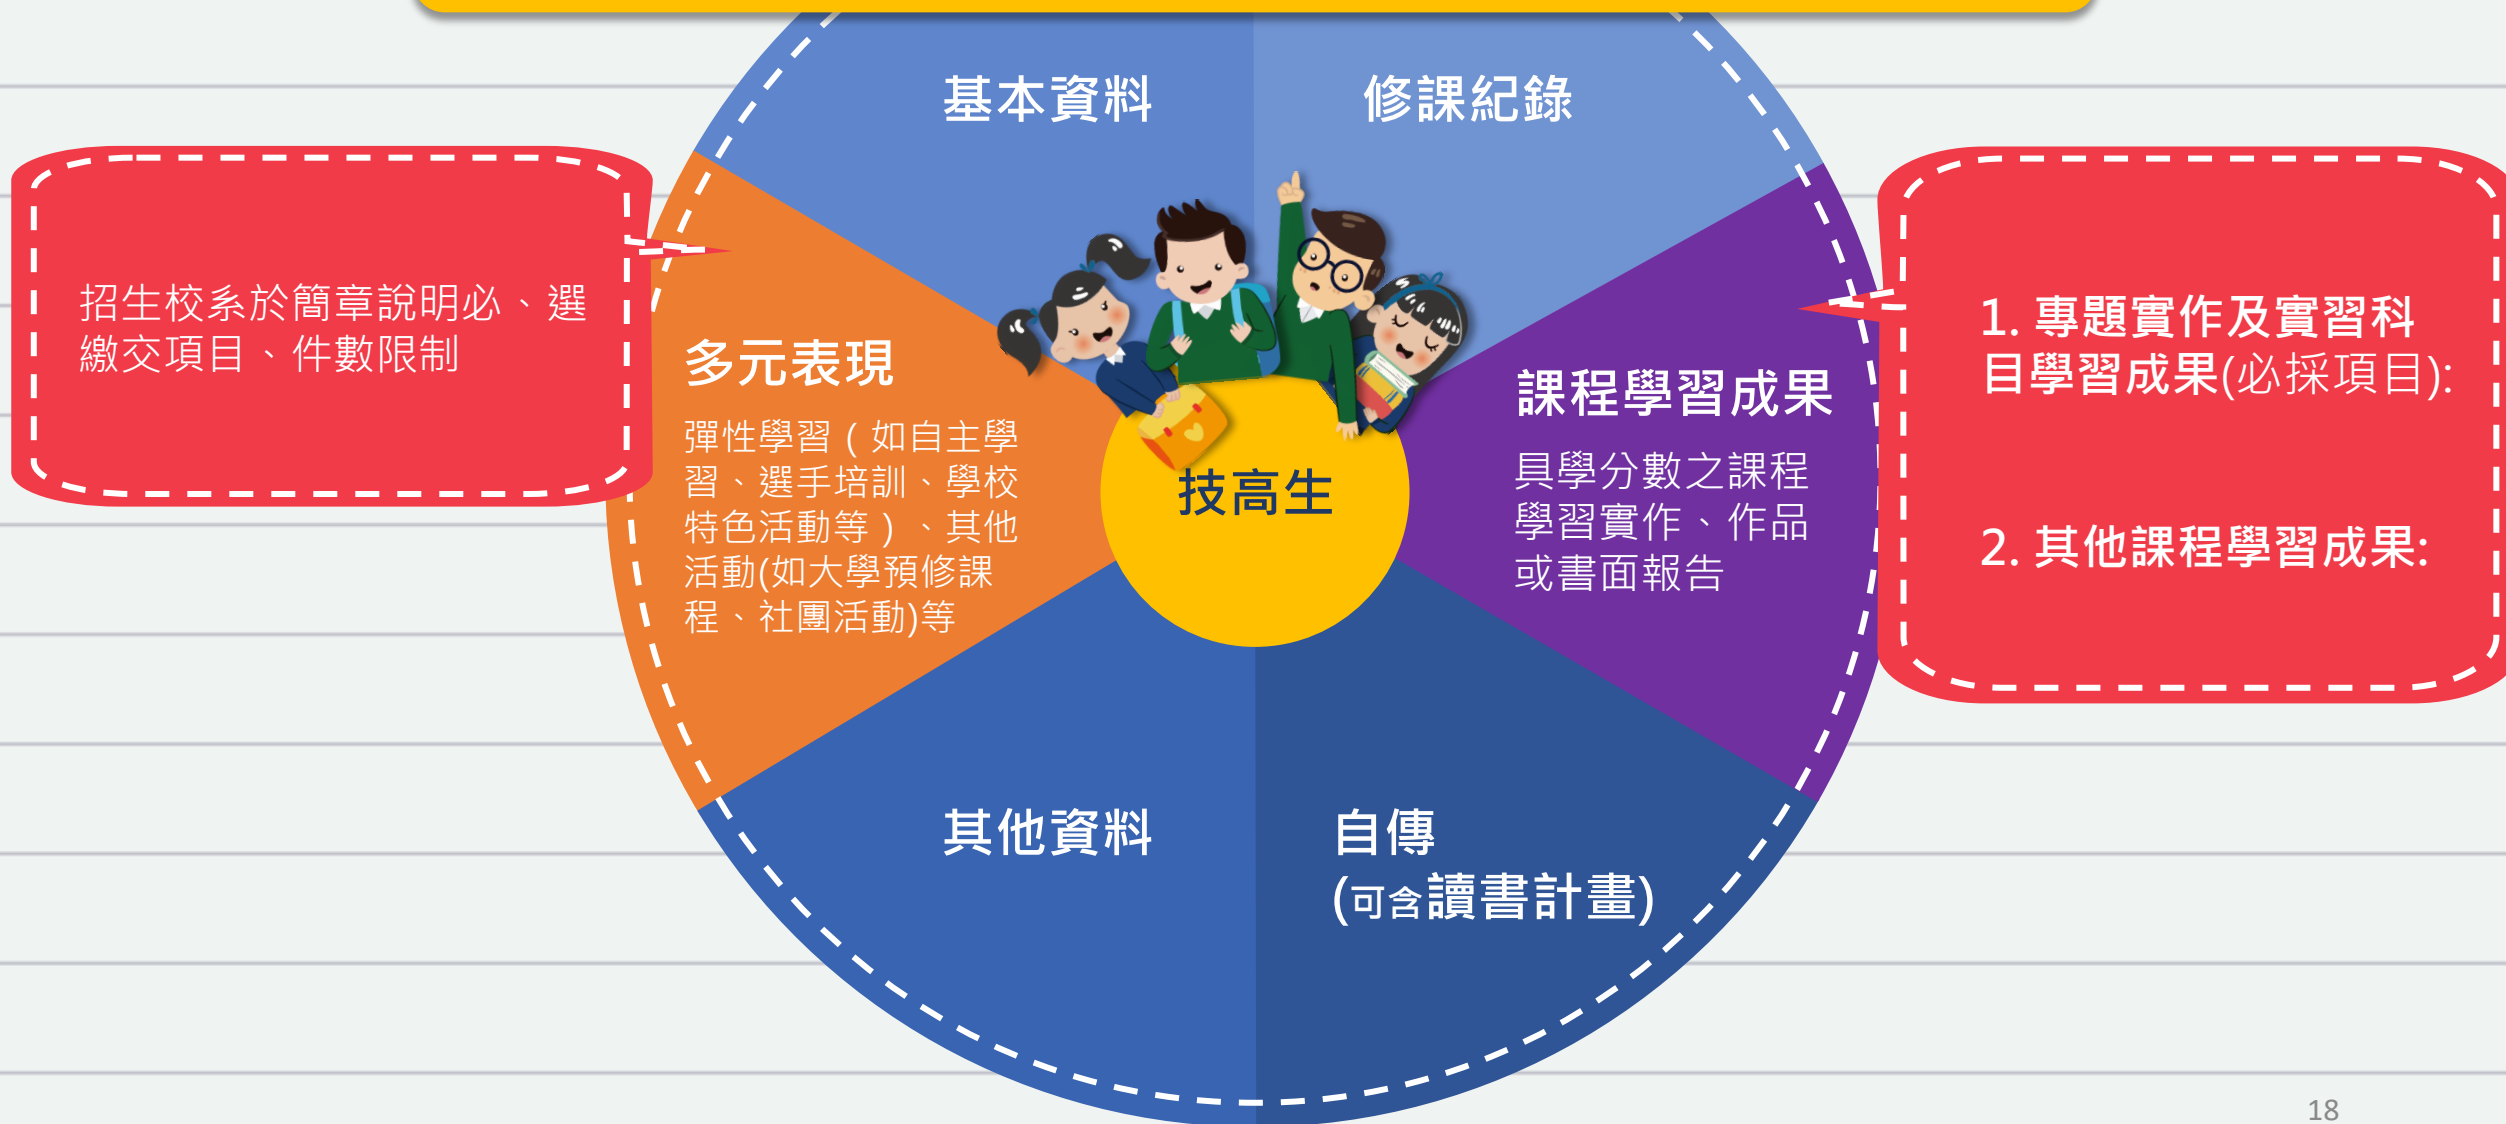 基本資料
修課紀錄
招生校系於簡章說明必、選
繳交項目、件數限制
多元表現
彈性學習(如自主學
習、選手培訓、學校
特色活動等)、其他
活動(如大學預修課
程、社團活動)等
技高生
課程學習成果
具學分數之課程
學習實作、作品
或書面報告
1. 專題實作及實習科
目學習成果(必採項目):
2. 其他課程學習成果:
其他資料
自傳
(可含讀書計畫)
18